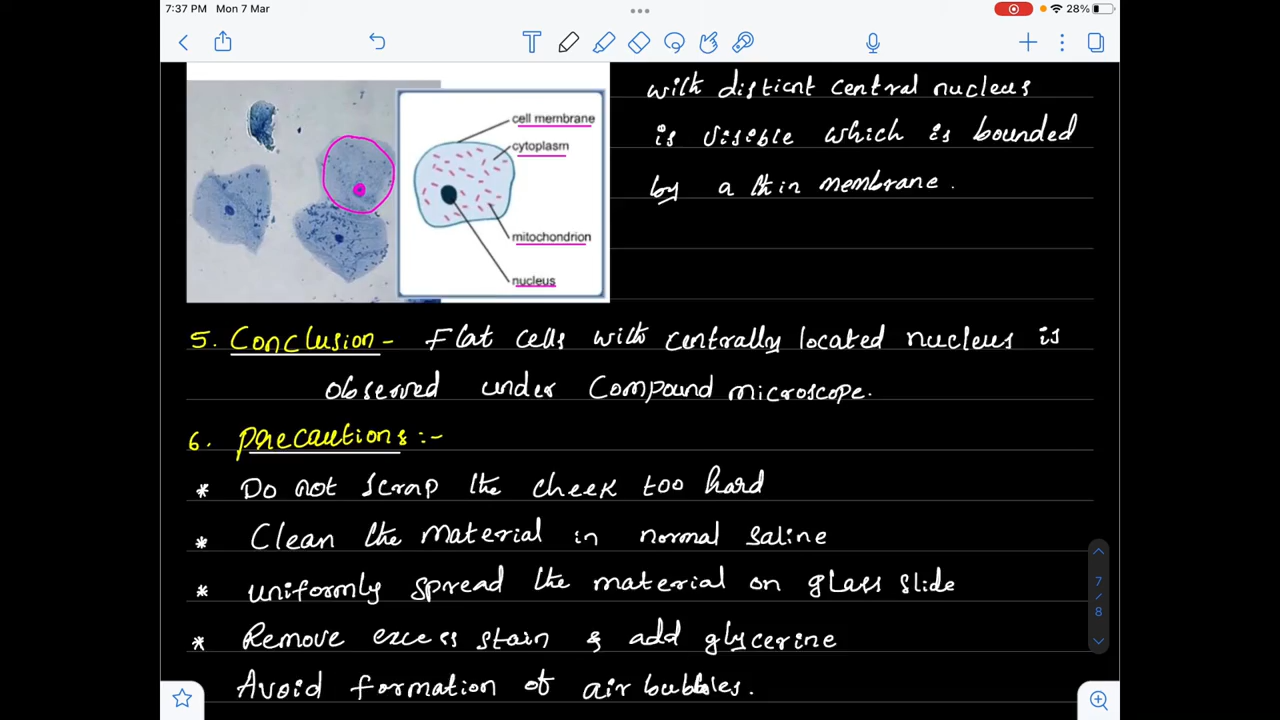 7:37 PM Mon 7 Mar
28%
T
with disticnt central nucleus
is visible which is bounded
by a thin membrane.
cell membrane
cytoplasm
mitochondrion
nucleus
5. Conclusion - Flat cells with centrally located nucleus is
observed under Compound microscope.
6. Precautions :-
* Do not scrap the cheek too hard
* Clean the material in normal saline
* uniformly spread the material on glass slide
* Remove excess stain & add glycerine
Avoid formation of air bubbles.
7
/
8